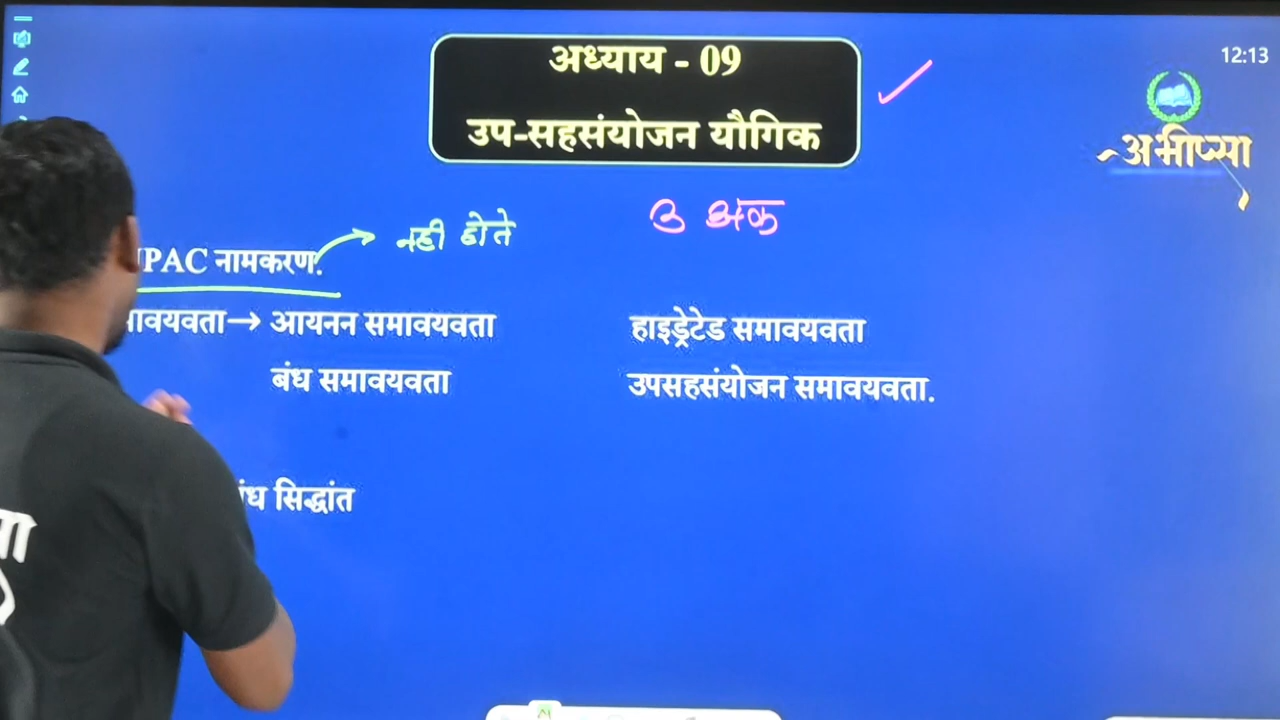 अध्याय - 09
12:13
उप-सहसंयोजन यौगिक
अभीप्सा
3 अंक
नही होते
IPAC नामकरण.
मावयवता→ आयनन समावयवता
हाइड्रेटेड समावयवता
बंध समावयवता
उपसहसंयोजन समावयवता.
बंध सिद्धांत